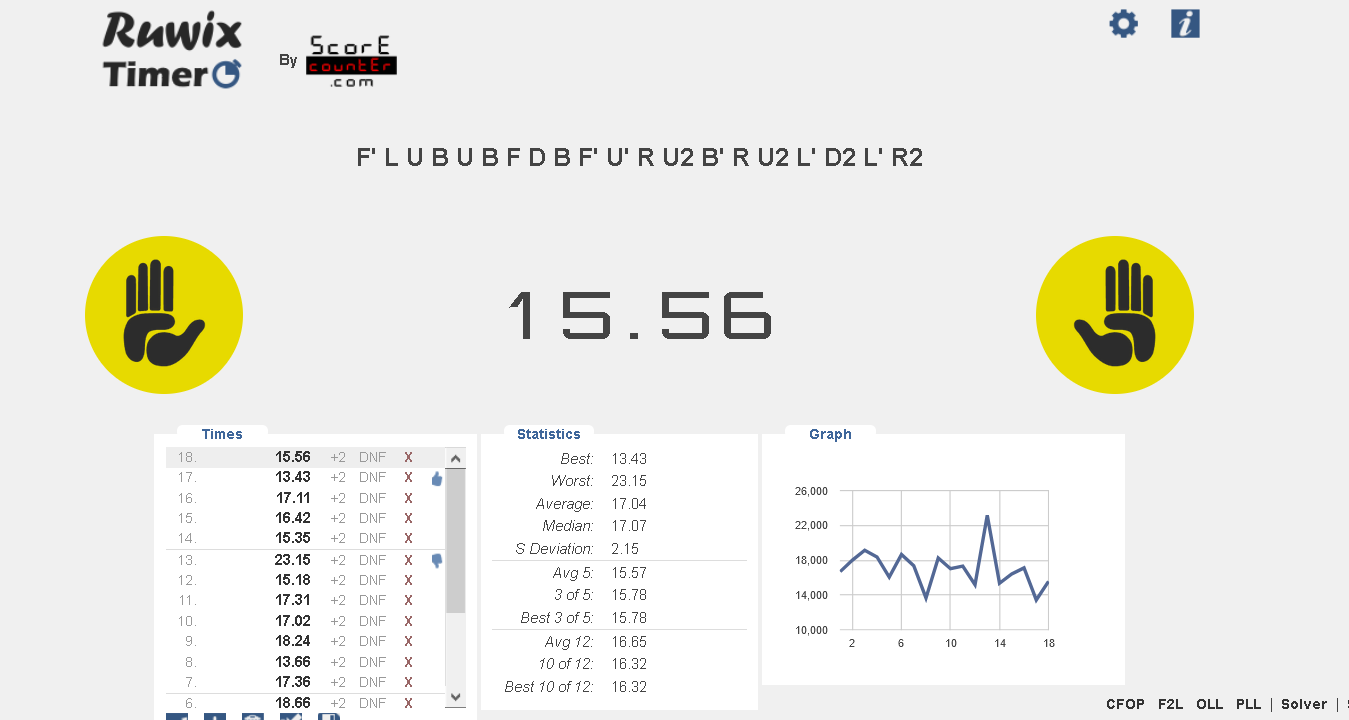 Ruwix
Timer
By
ScorE
countEr
.com
F' L U B U B F D B F' U' R U2 B' R U2 L' D2 L' R2
15.56
Times
18. 15.56 +2 DNF X
17. 13.43 +2 DNF X
16. 17.11 +2 DNF X
15. 16.42 +2 DNF X
14. 15.35 +2 DNF X
13. 23.15 +2 DNF X
12. 15.18 +2 DNF X
11. 17.31 +2 DNF X
10. 17.02 +2 DNF X
9. 18.24 +2 DNF X
8. 13.66 +2 DNF X
7. 17.36 +2 DNF X
6. 18.66 +2 DNF X
Statistics
Best: 13.43
Worst: 23.15
Average: 17.04
Median: 17.07
S Deviation: 2.15
Avg 5: 15.57
3 of 5: 15.78
Best 3 of 5: 15.78
Avg 12: 16.65
10 of 12: 16.32
Best 10 of 12: 16.32
Graph
26,000
22,000
18,000
14,000
10,000
2 6 10 14 18
CFOP F2L OLL PLL | Solver |